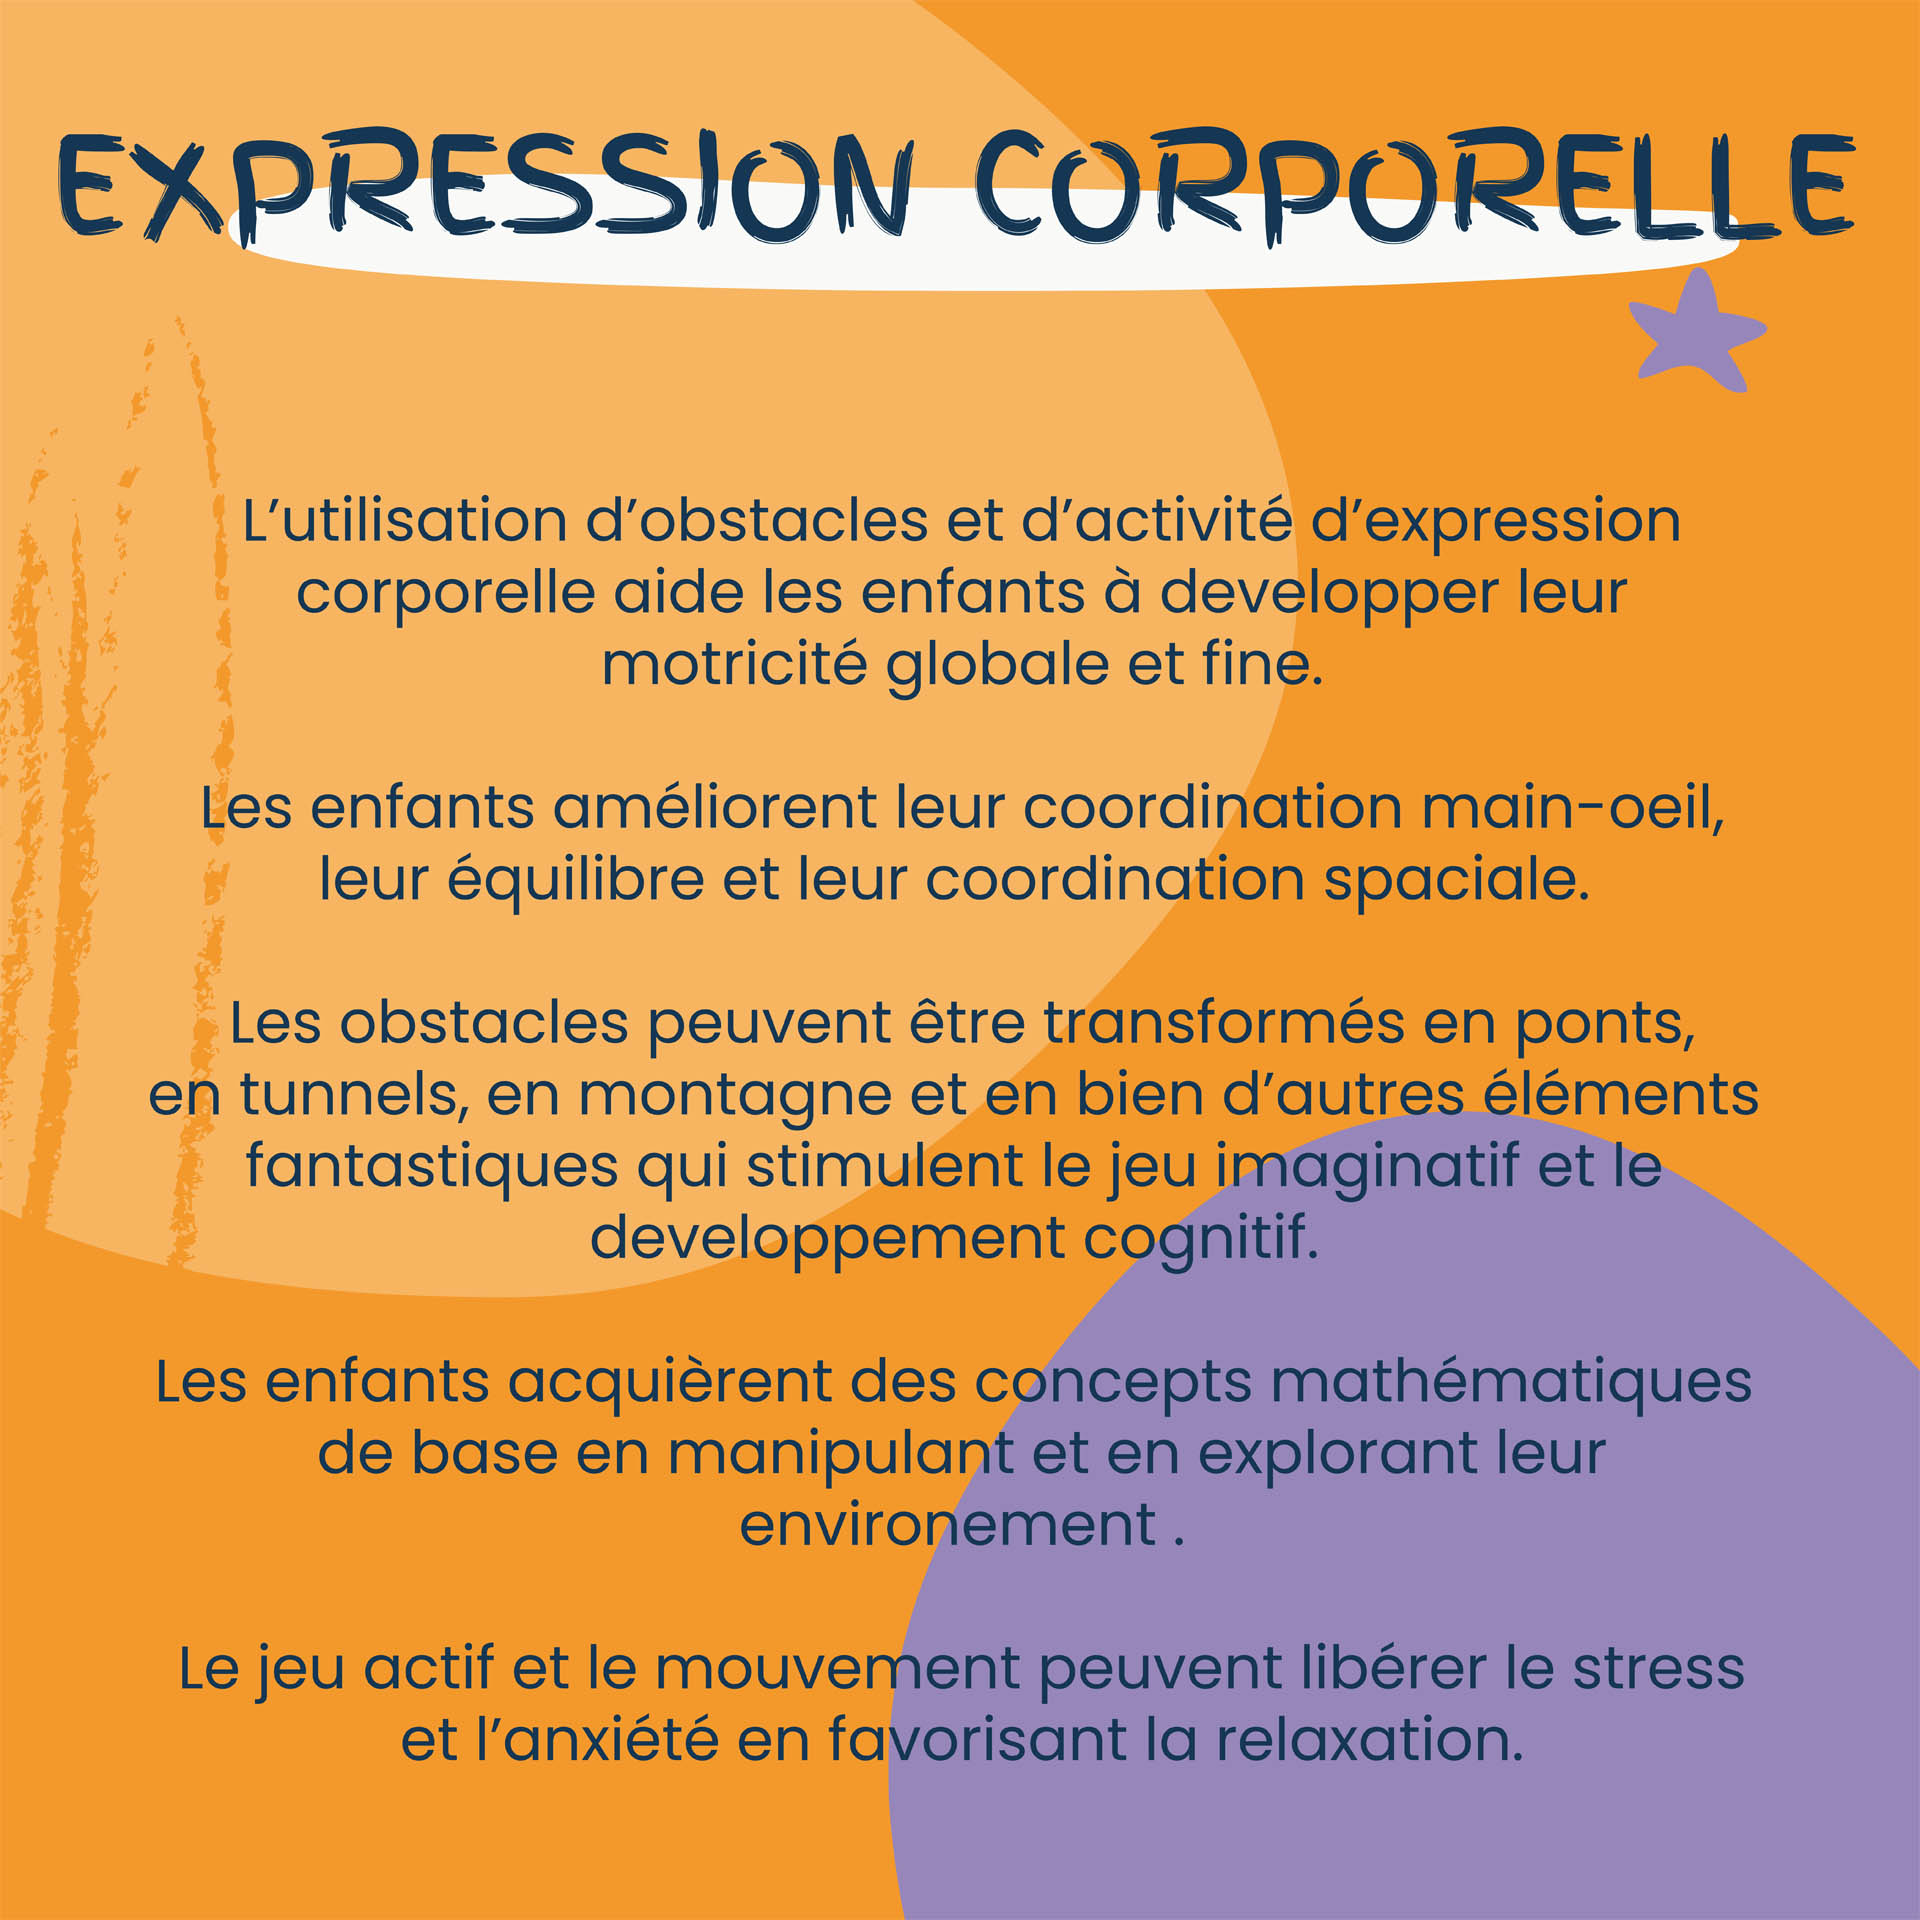 EXPRESSION CORPORELLE
L’utilisation d’obstacles et d’activité d’expression
corporelle aide les enfants à developper leur
motricité globale et fine.
Les enfants améliorent leur coordination main-oeil,
leur équilibre et leur coordination spaciale.
Les obstacles peuvent être transformés en ponts,
en tunnels, en montagne et en bien d’autres éléments
fantastiques qui stimulent le jeu imaginatif et le
developpement cognitif.
Les enfants acquièrent des concepts mathématiques
de base en manipulant et en explorant leur
environement .
Le jeu actif et le mouvement peuvent libérer le stress
et l’anxiété en favorisant la relaxation.